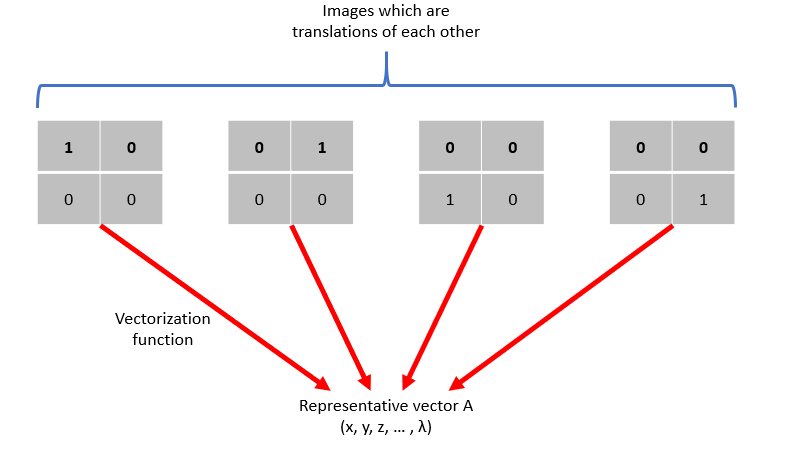 Images which are
translations of each other
1 0 0 1 0 0 0 0
0 0 0 0 1 0 0 1
Vectorization
function
Representative vector A
(x, y, z, … , λ)